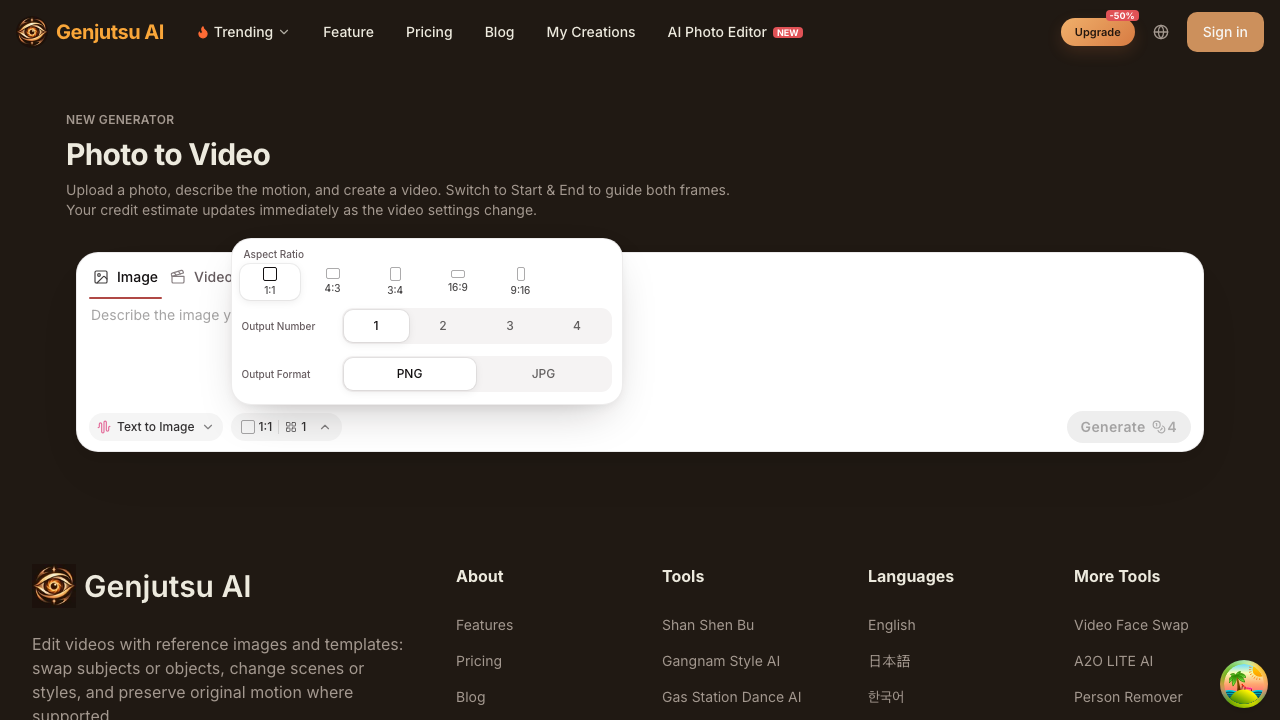 Genjutsu AI
Trending
Feature
Pricing
Blog
My Creations
AI Photo Editor NEW
Upgrade
-50%
Sign in
NEW GENERATOR
Photo to Video
Upload a photo, describe the motion, and create a video. Switch to Start & End to guide both frames.
Your credit estimate updates immediately as the video settings change.
Image
Video
Describe the image y
Aspect Ratio
1:1
4:3
3:4
16:9
9:16
Output Number
1
2
3
4
Output Format
PNG
JPG
Text to Image
1:1
1
Generate 4
Genjutsu AI
Edit videos with reference images and templates:
swap subjects or objects, change scenes or
styles, and preserve original motion where
supported.
About
Features
Pricing
Blog
Tools
Shan Shen Bu
Gangnam Style AI
Gas Station Dance AI
Languages
English
日本語
한국어
More Tools
Video Face Swap
A2O LITE AI
Person Remover